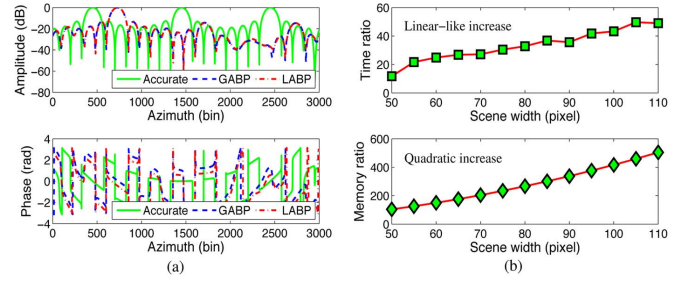 Amplitude (dB)
0
−20
−40
−60
−80
Accurate
GABP
LABP
0 500 1000 1500 2000 2500 3000
Azimuth (bin)
Phase (rad)
4
2
0
−2
−4
Accurate
GABP
LABP
0 500 1000 1500 2000 2500 3000
Azimuth (bin)
(a)
Time ratio
60
40
20
0
Linear−like increase
50 60 70 80 90 100 110
Scene width (pixel)
Memory ratio
600
400
200
0
Quadratic increase
50 60 70 80 90 100 110
Scene width (pixel)
(b)